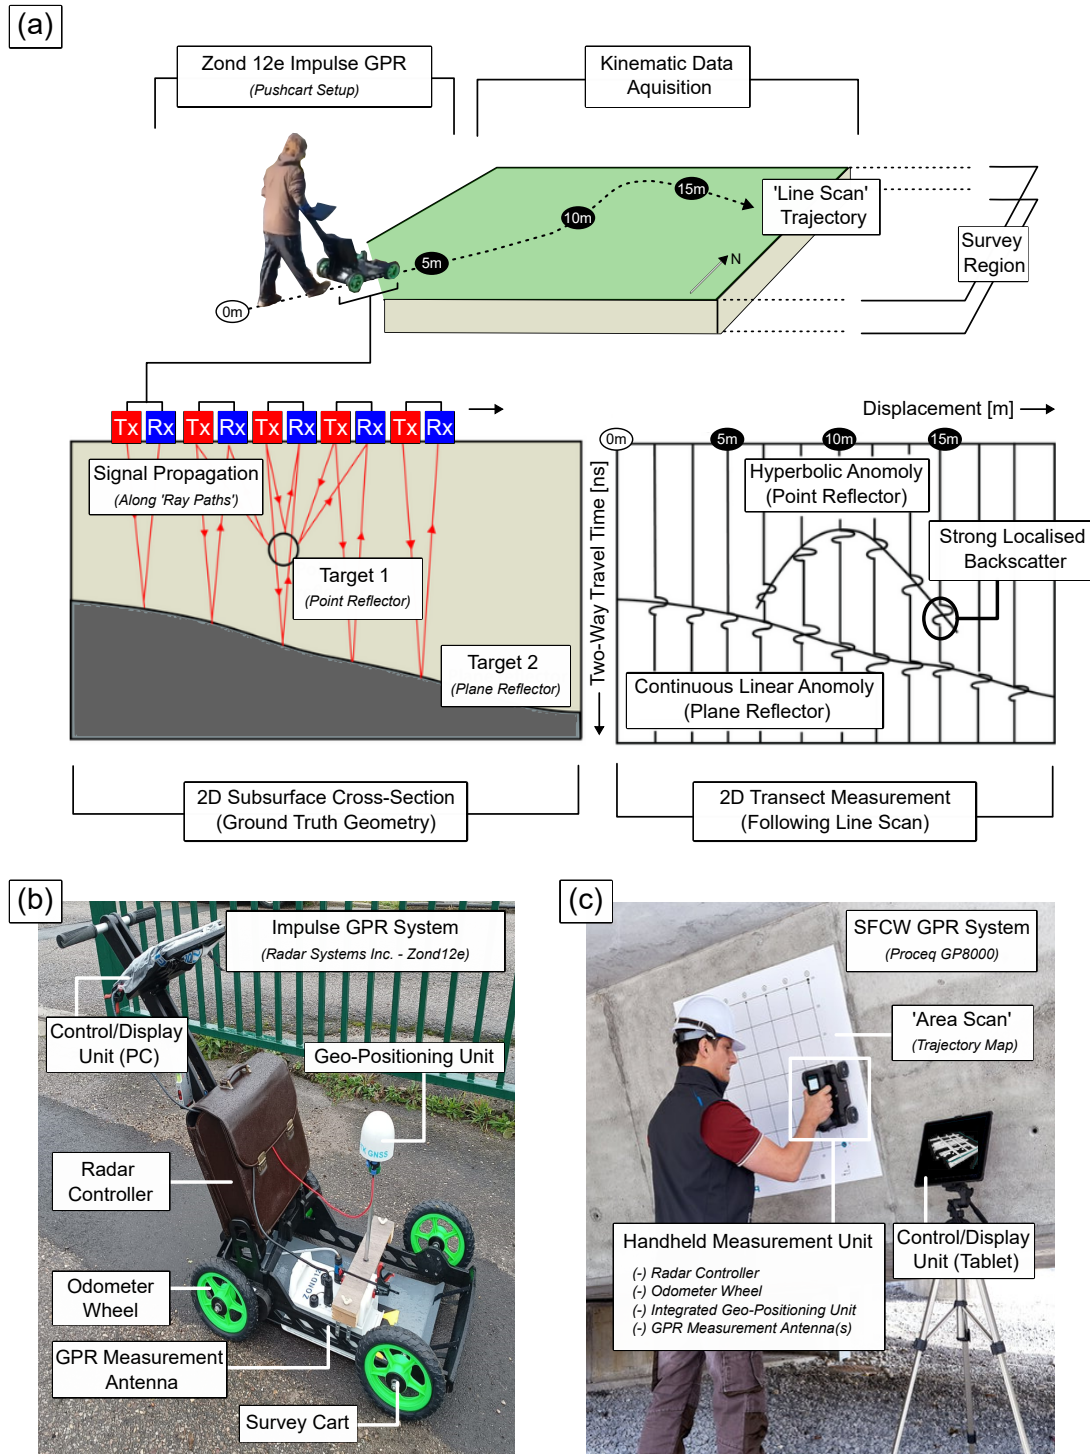 (a)
Zond 12e Impulse GPR
(Pushcart Setup)
Kinematic Data
Aquisition
0m
5m
10m
15m
'Line Scan'
Trajectory
N
Survey
Region
Tx Rx Tx Rx Tx Rx Tx Rx Tx Rx
Signal Propagation
(Along 'Ray Paths')
Target 1
(Point Reflector)
Target 2
(Plane Reflector)
2D Subsurface Cross-Section
(Ground Truth Geometry)
Displacement [m]
0m 5m 10m 15m
Two-Way Travel Time [ns]
Hyperbolic Anomoly
(Point Reflector)
Strong Localised
Backscatter
Continuous Linear Anomoly
(Plane Reflector)
2D Transect Measurement
(Following Line Scan)
(b)
Impulse GPR System
(Radar Systems Inc. - Zond12e)
Control/Display
Unit (PC)
Geo-Positioning Unit
GNSS
Radar
Controller
ZOND12
Odometer
Wheel
GPR Measurement
Antenna
Survey Cart
(c)
SFCW GPR System
(Proceq GP8000)
'Area Scan'
(Trajectory Map)
Handheld Measurement Unit
(-) Radar Controller
(-) Odometer Wheel
(-) Integrated Geo-Positioning Unit
(-) GPR Measurement Antenna(s)
Control/Display
Unit (Tablet)